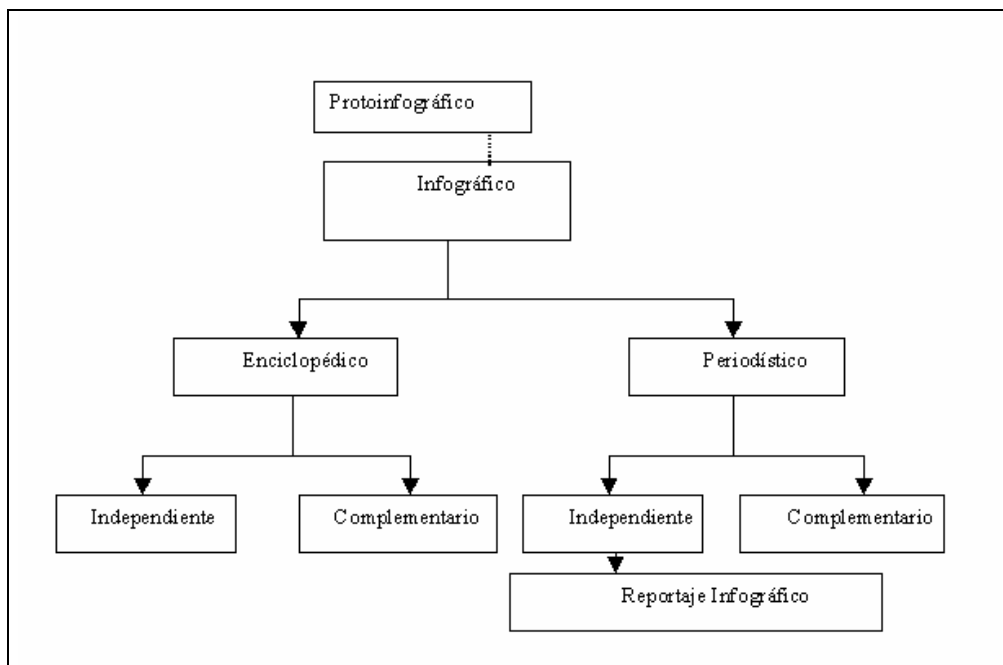 Protoinfográfico
Infográfico
Enciclopédico
Periodístico
Independiente
Complementario
Independiente
Complementario
Reportaje Infográfico